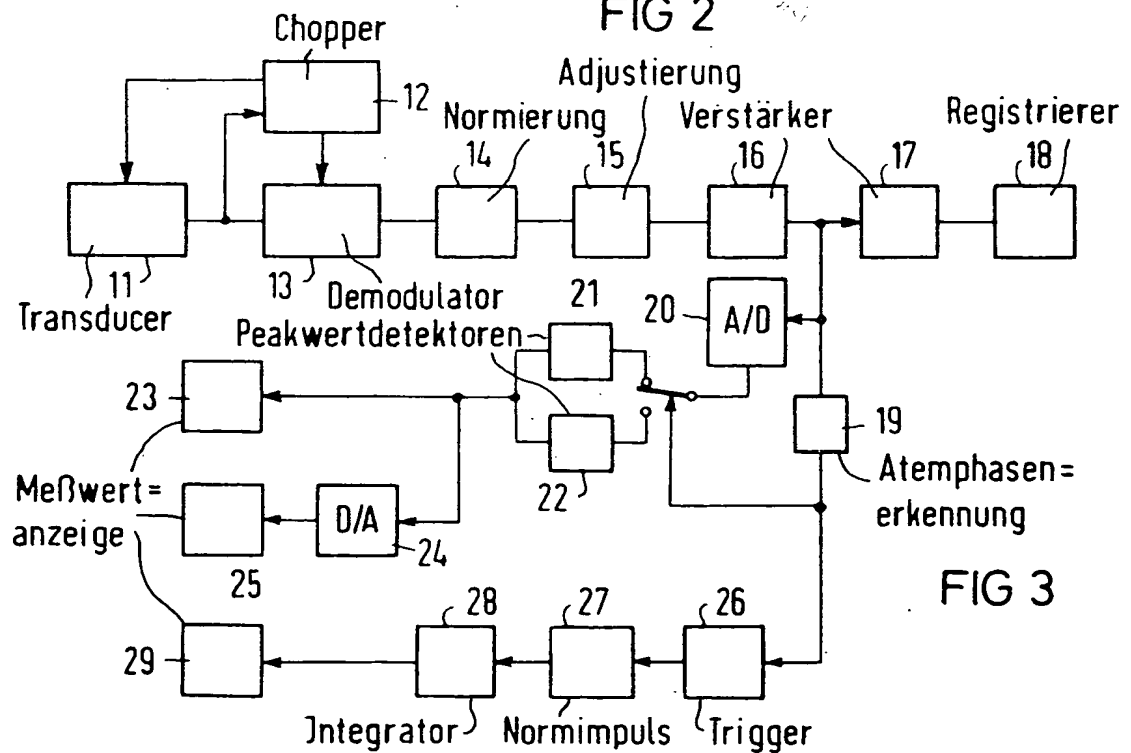 FIG 2
Chopper
12
Adjustierung
Normierung
Verstärker
Registrierer
14
15
16
17
18
11
13
Transducer
Demodulator
21
20
A/D
Peakwertdetektoren
23
22
19
Atemphasen=
erkennung
Meßwert=
anzeige
D/A
24
25
FIG 3
28
27
26
29
Integrator
Normimpuls
Trigger